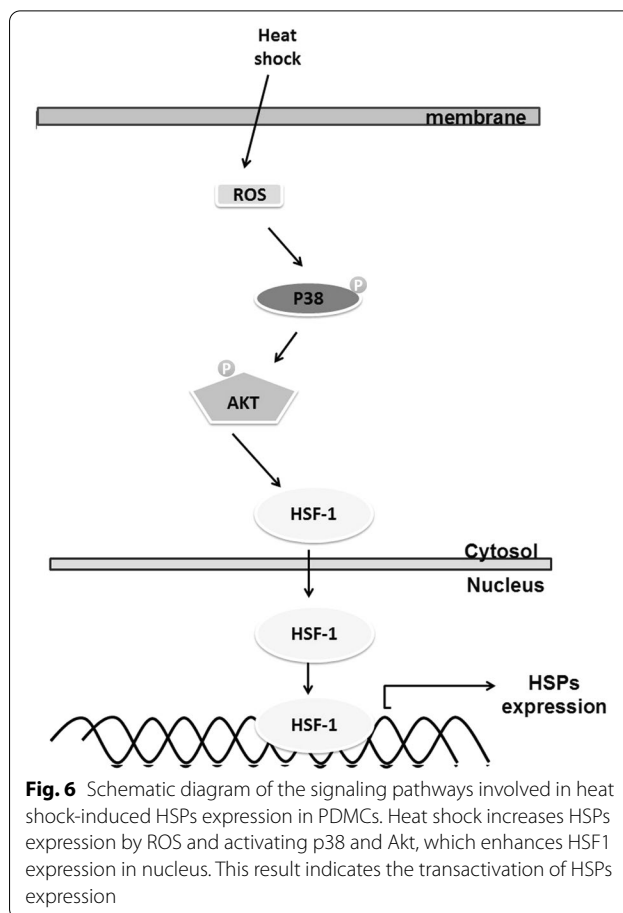 Heat
shock
membrane
ROS
P
P38
P
AKT
HSF-1
Cytosol
Nucleus
HSF-1
HSPs
expression
HSF-1
Fig. 6 Schematic diagram of the signaling pathways involved in heat
shock-induced HSPs expression in PDMCs. Heat shock increases HSPs
expression by ROS and activating p38 and Akt, which enhances HSF1
expression in nucleus. This result indicates the transactivation of HSPs
expression